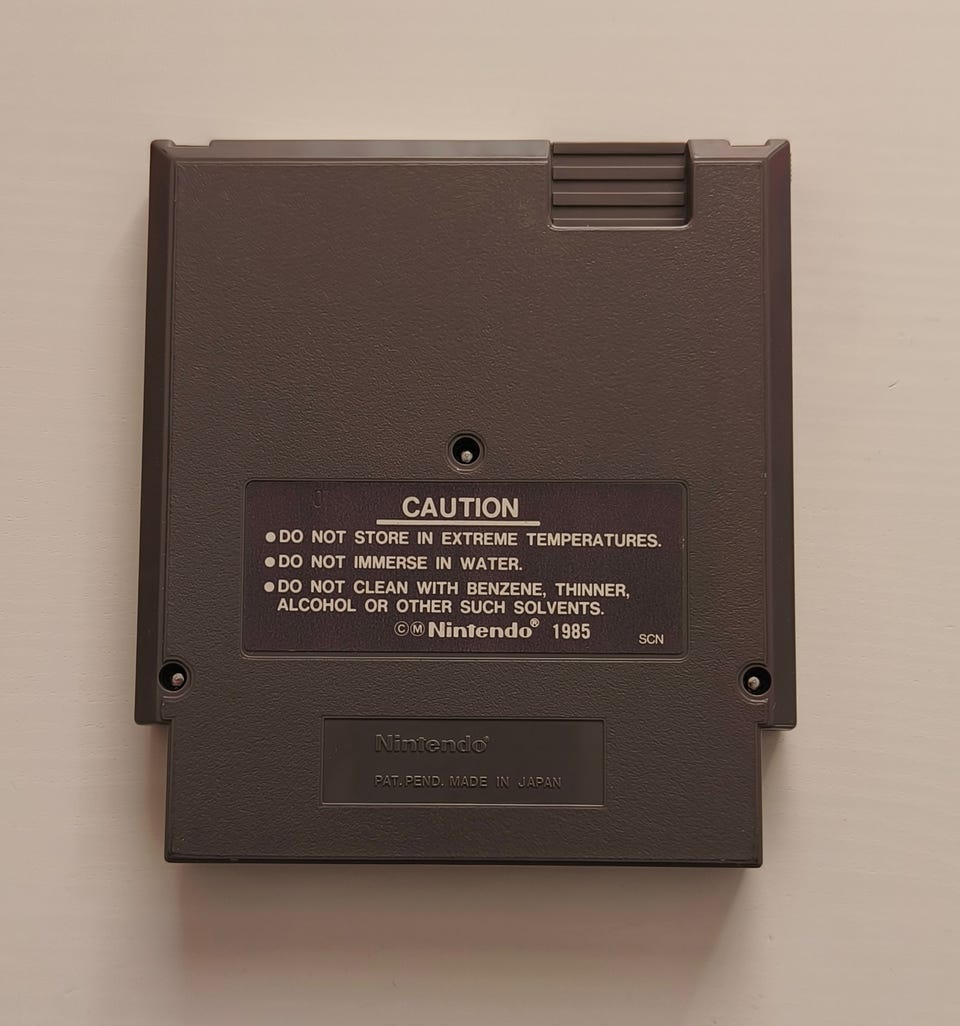 CAUTION
●DO NOT STORE IN EXTREME TEMPERATURES.
●DO NOT IMMERSE IN WATER.
●DO NOT CLEAN WITH BENZENE, THINNER,
ALCOHOL OR OTHER SUCH SOLVENTS.
ⒸⓂNintendo® 1985
SCN
Nintendo®
PAT. PEND. MADE IN JAPAN